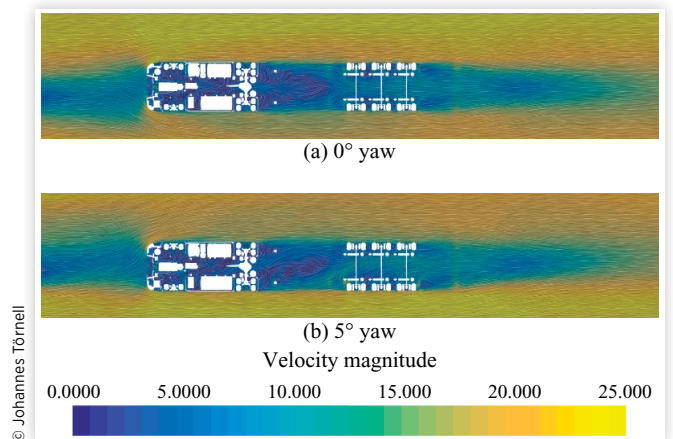 (a) 0° yaw
(b) 5° yaw
Velocity magnitude
0.0000 5.0000 10.000 15.000 20.000 25.000
© Johannes Törnell